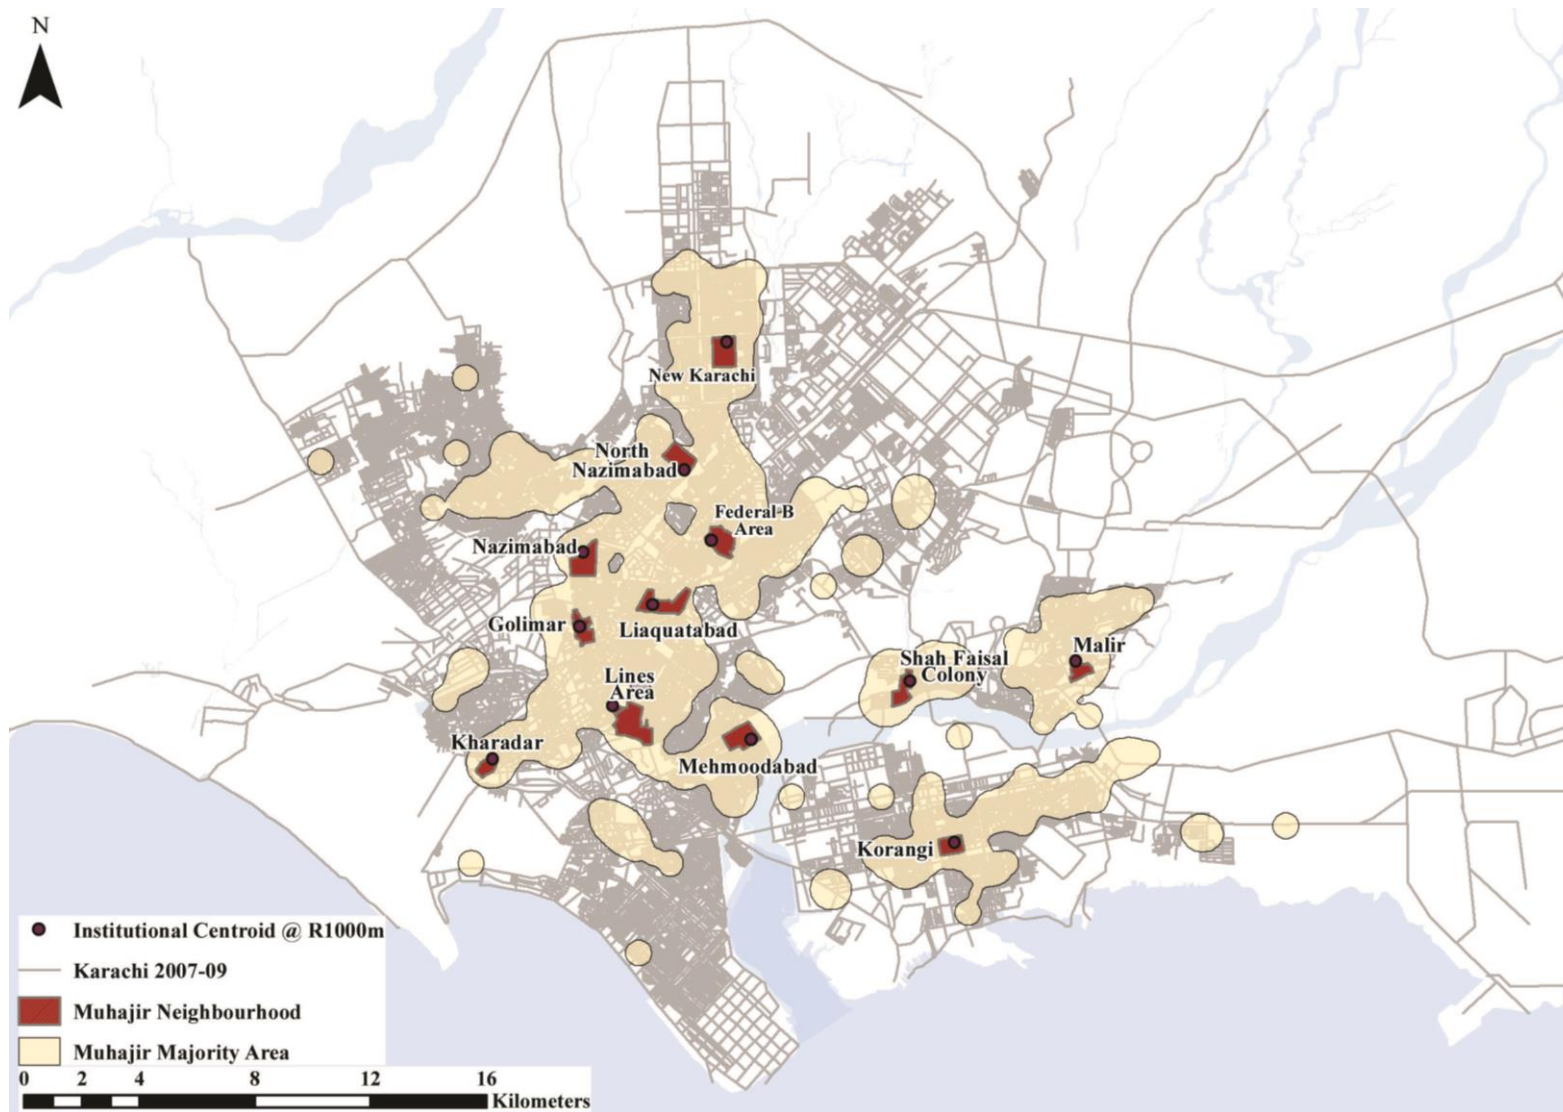 N
New Karachi
North
Nazimabad
Federal B
Area
Nazimabad
Liaquatabad
Golimar
Shah Faisal
Colony
Malir
Lines
Area
Kharadar
Mehmoodabad
Korangi
Institutional Centroid @ R1000m
Karachi 2007-09
Muhajir Neighbourhood
Muhajir Majority Area
0 2 4 8 12 16
Kilometers